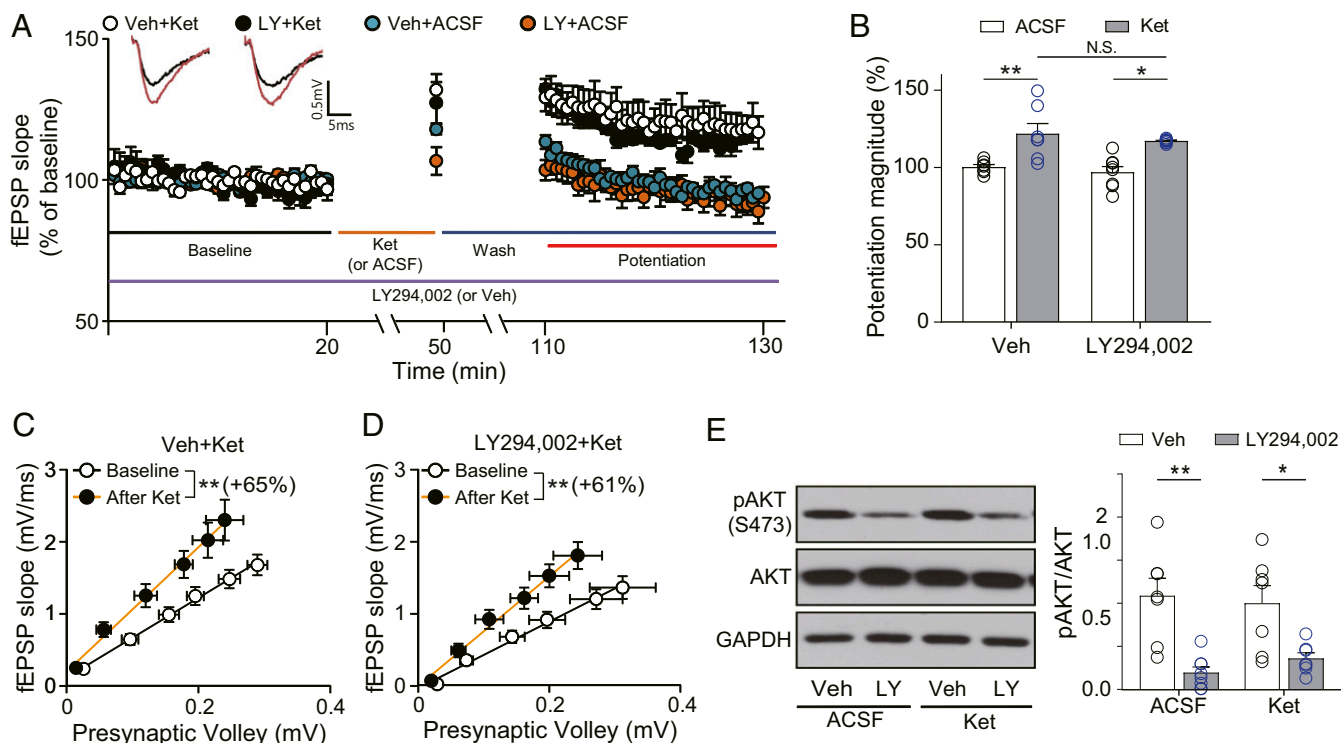 A
Veh+Ket
LY+Ket
Veh+ACSF
LY+ACSF
150
100
50
fEPSP slope
(% of baseline)
0.5mV
5ms
Baseline
Ket
(or ACSF)
Wash
Potentiation
LY294,002 (or Veh)
20
50
110
130
Time (min)
B
ACSF
Ket
N.S.
**
*
150
100
50
0
Potentiation magnitude (%)
Veh
LY294,002
C
Veh+Ket
Baseline
After Ket
**(+65%)
3
2
1
0
fEPSP slope (mV/ms)
0
0.2
0.4
Presynaptic Volley (mV)
D
LY294,002+Ket
Baseline
After Ket
**(+61%)
3
2
1
0
fEPSP slope (mV/ms)
0
0.2
0.4
Presynaptic Volley (mV)
E
pAKT
(S473)
AKT
GAPDH
Veh
LY
Veh
LY
ACSF
Ket
Veh
LY294,002
**
*
2
1.0
0.5
0.0
pAKT/AKT
ACSF
Ket